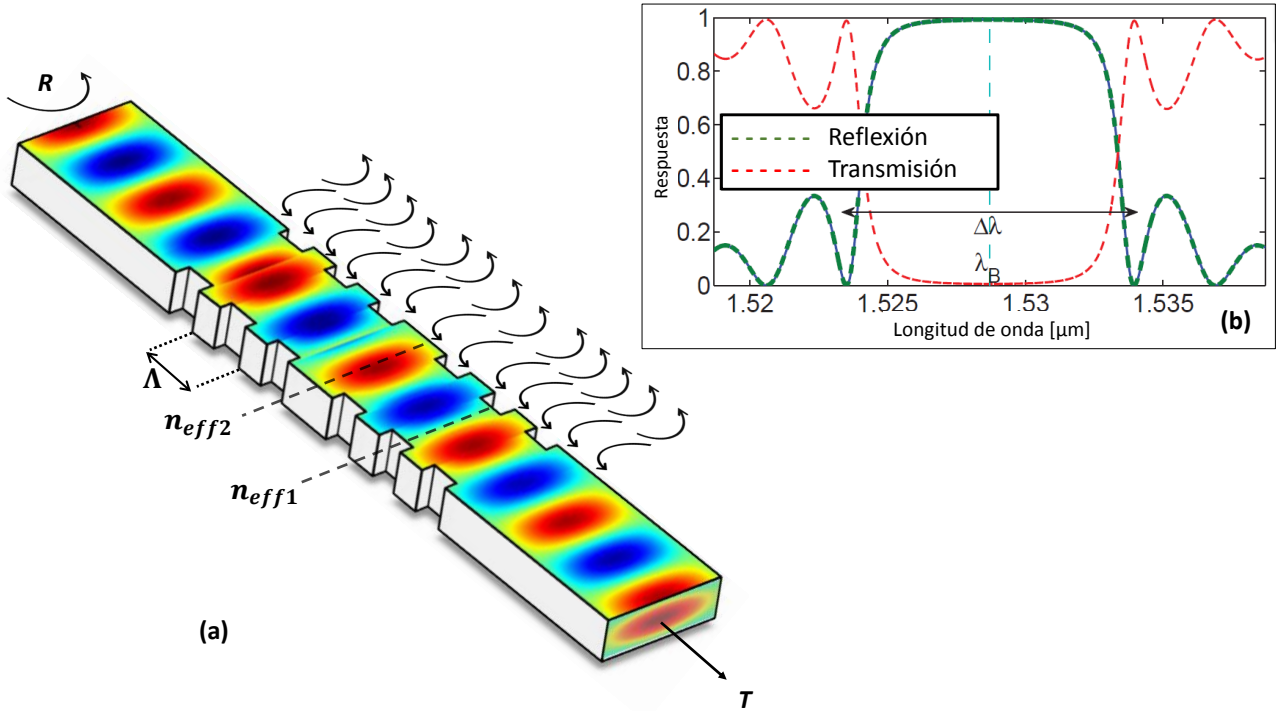 R
Λ
n_eff2
n_eff1
(a)
T
Respuesta
1
0.8
0.6
0.4
0.2
0
Reflexión
Transmisión
Δλ
λ_B
1.52
1.525
1.53
1.535
Longitud de onda [µm]
(b)